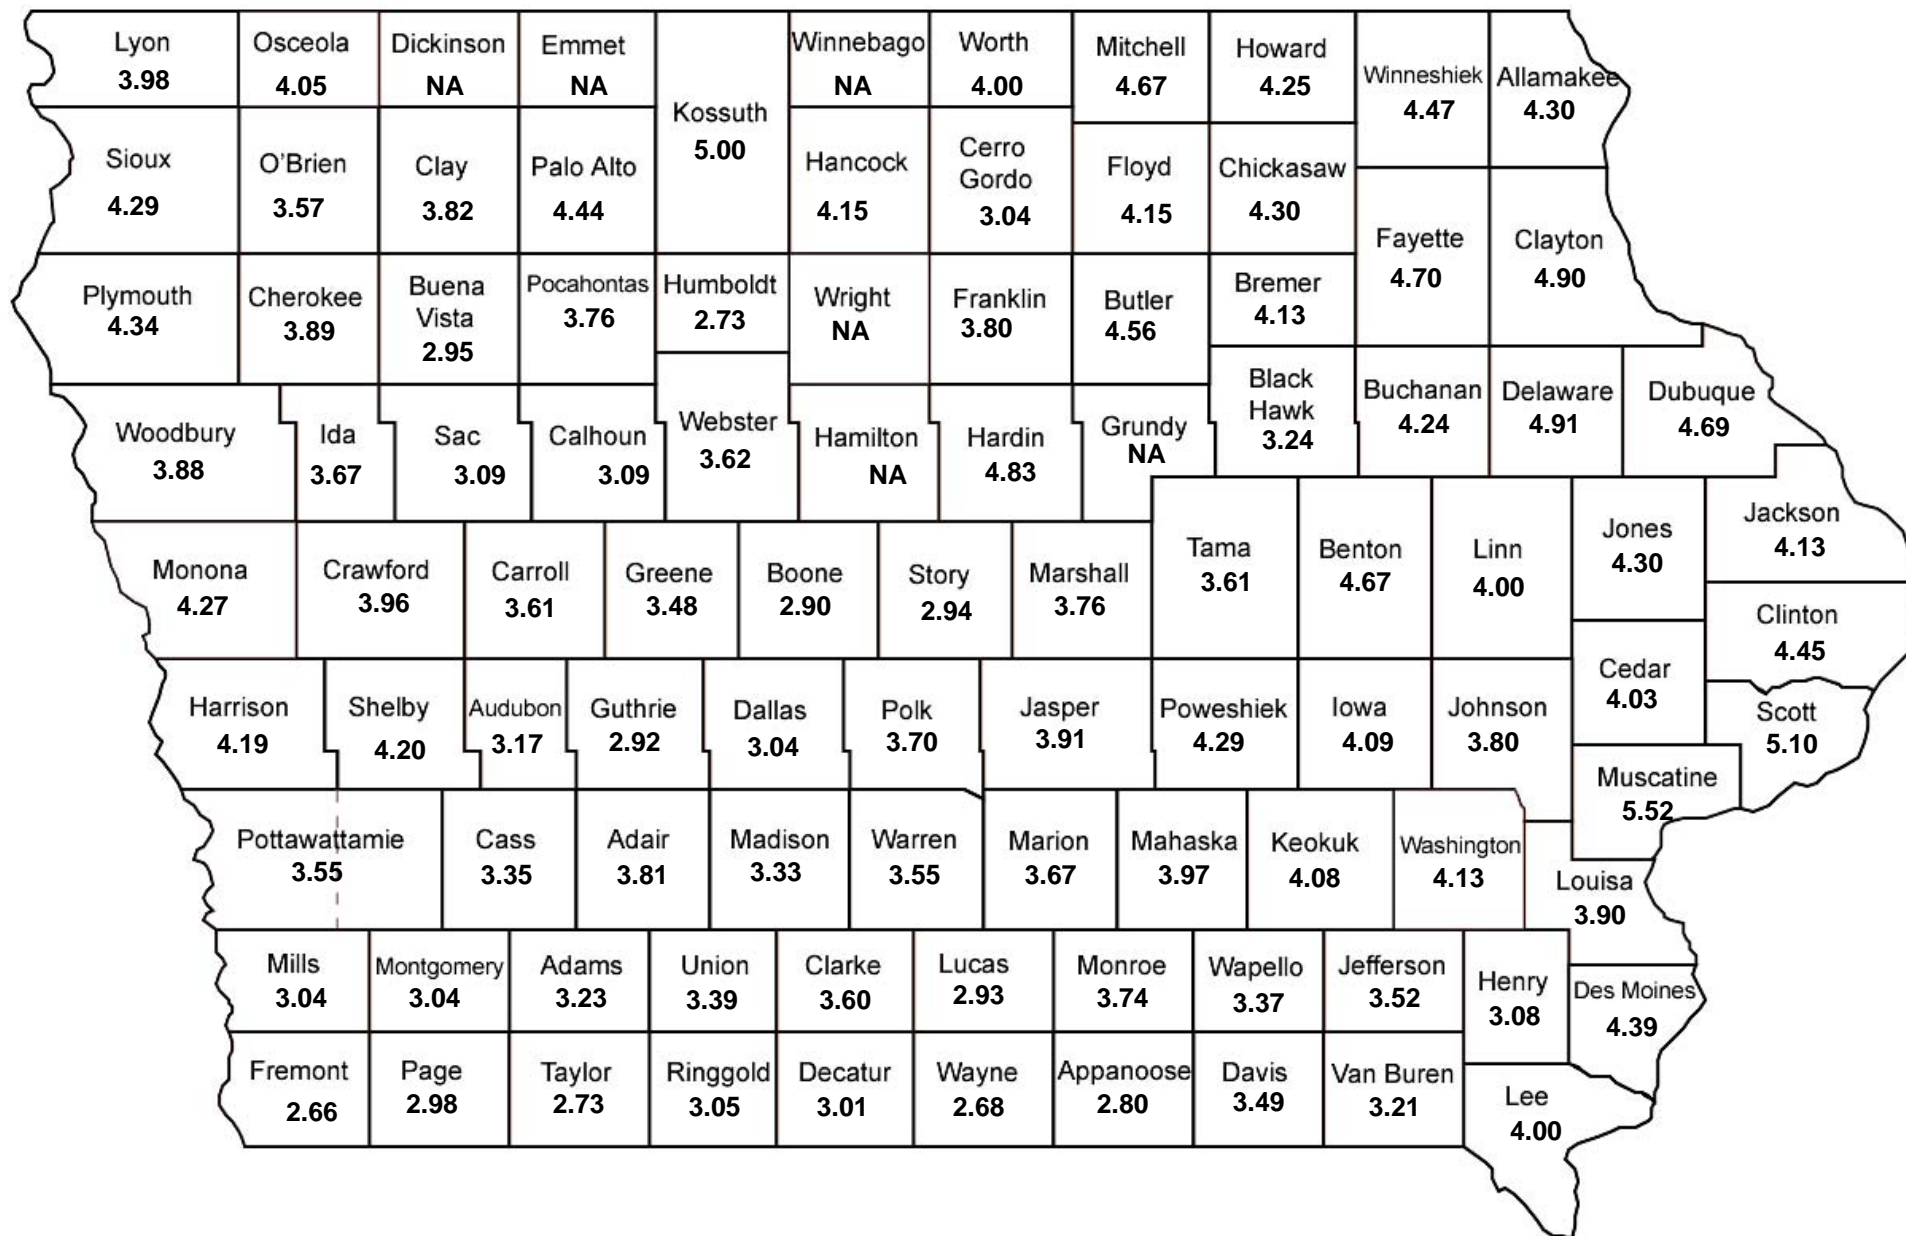 Lyon
3.98
Osceola
4.05
Dickinson
NA
Emmet
NA
Kossuth
5.00
Winnebago
NA
Worth
4.00
Mitchell
4.67
Howard
4.25
Winneshiek
4.47
Allamakee
4.30
Sioux
4.29
O'Brien
3.57
Clay
3.82
Palo Alto
4.44
Hancock
4.15
Cerro
Gordo
3.04
Floyd
4.15
Chickasaw
4.30
Fayette
4.70
Clayton
4.90
Plymouth
4.34
Cherokee
3.89
Buena
Vista
2.95
Pocahontas
3.76
Humboldt
2.73
Wright
NA
Franklin
3.80
Butler
4.56
Bremer
4.13
Woodbury
3.88
Ida
3.67
Sac
3.09
Calhoun
3.09
Webster
3.62
Hamilton
NA
Hardin
4.83
Grundy
NA
Black
Hawk
3.24
Buchanan
4.24
Delaware
4.91
Dubuque
4.69
Monona
4.27
Crawford
3.96
Carroll
3.61
Greene
3.48
Boone
2.90
Story
2.94
Marshall
3.76
Tama
3.61
Benton
4.67
Linn
4.00
Jones
4.30
Jackson
4.13
Clinton
4.45
Harrison
4.19
Shelby
4.20
Audubon
3.17
Guthrie
2.92
Dallas
3.04
Polk
3.70
Jasper
3.91
Poweshiek
4.29
Iowa
4.09
Johnson
3.80
Cedar
4.03
Scott
5.10
Muscatine
5.52
Pottawattamie
3.55
Cass
3.35
Adair
3.81
Madison
3.33
Warren
3.55
Marion
3.67
Mahaska
3.97
Keokuk
4.08
Washington
4.13
Louisa
3.90
Mills
3.04
Montgomery
3.04
Adams
3.23
Union
3.39
Clarke
3.60
Lucas
2.93
Monroe
3.74
Wapello
3.37
Jefferson
3.52
Henry
3.08
Des Moines
4.39
Fremont
2.66
Page
2.98
Taylor
2.73
Ringgold
3.05
Decatur
3.01
Wayne
2.68
Appanoose
2.80
Davis
3.49
Van Buren
3.21
Lee
4.00